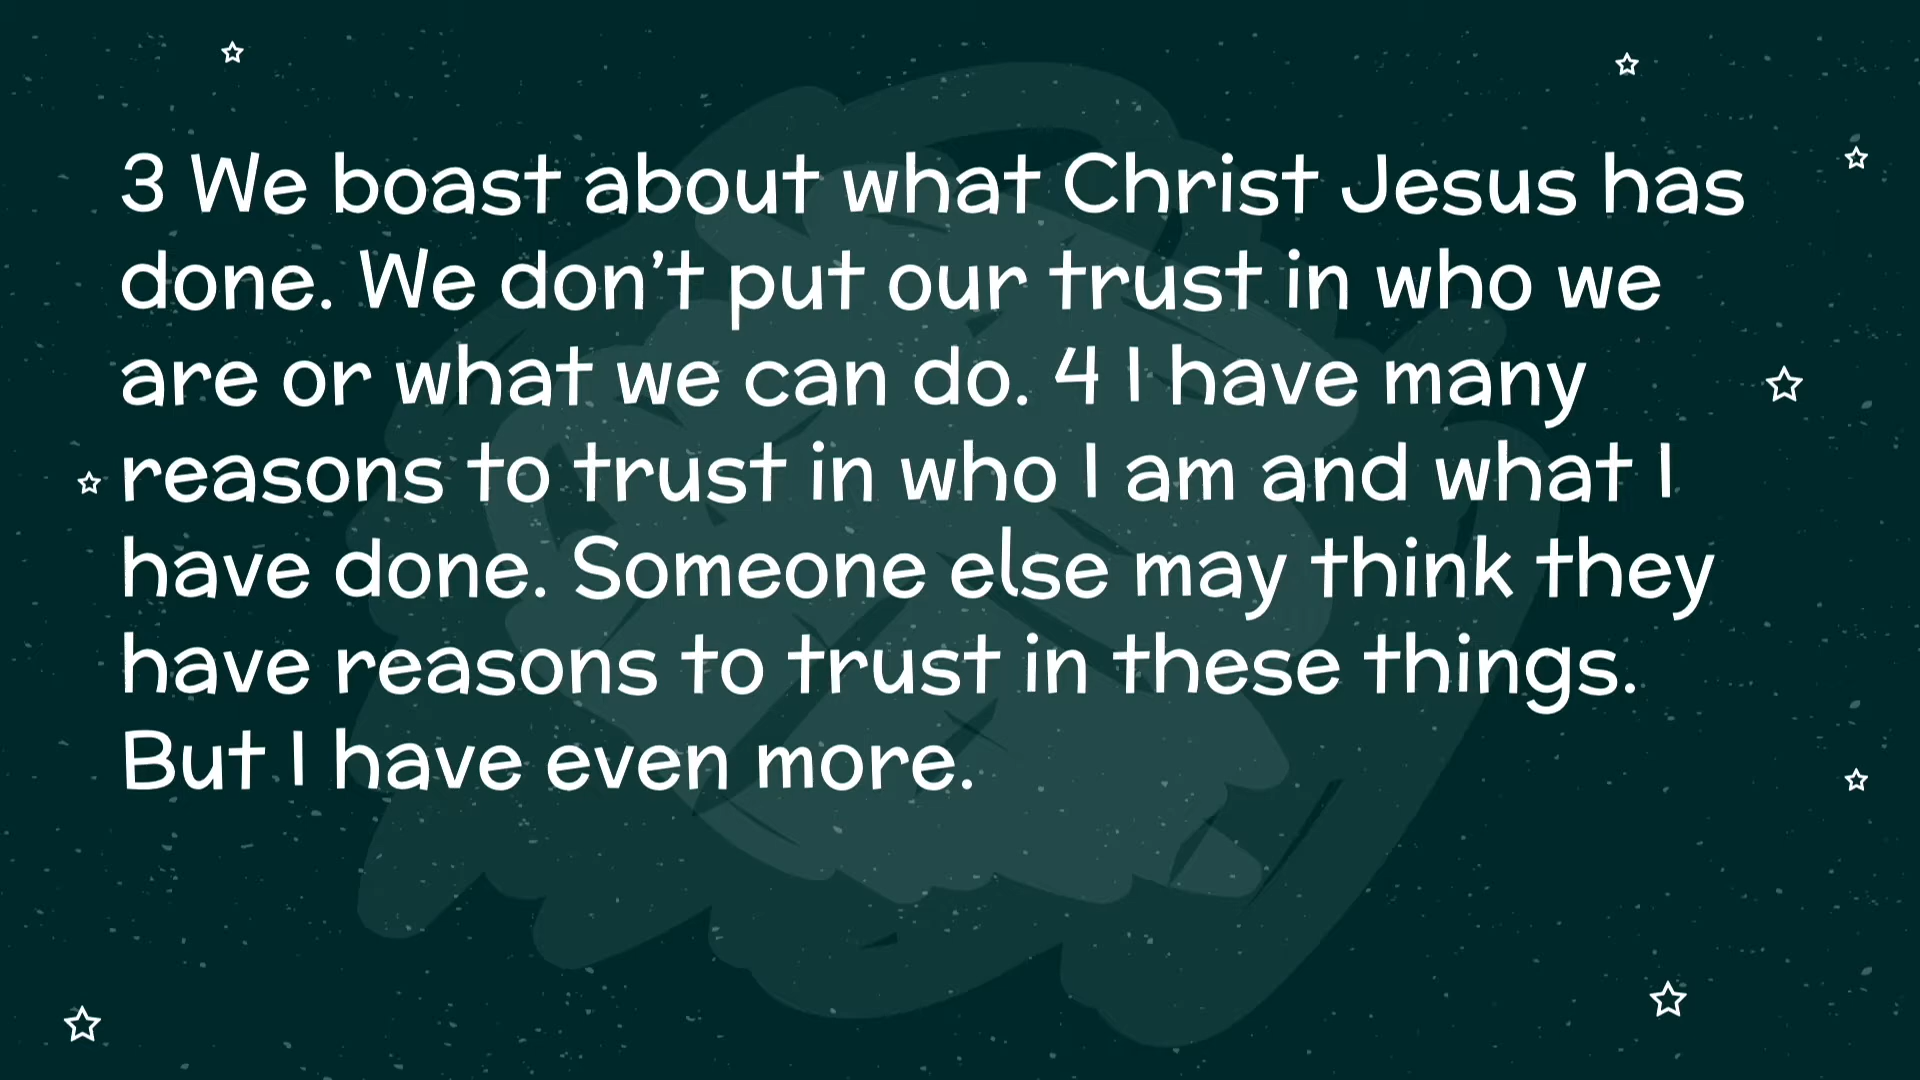 3 We boast about what Christ Jesus has
done. We don’t put our trust in who we
are or what we can do. 4 I have many
reasons to trust in who I am and what I
have done. Someone else may think they
have reasons to trust in these things.
But I have even more.